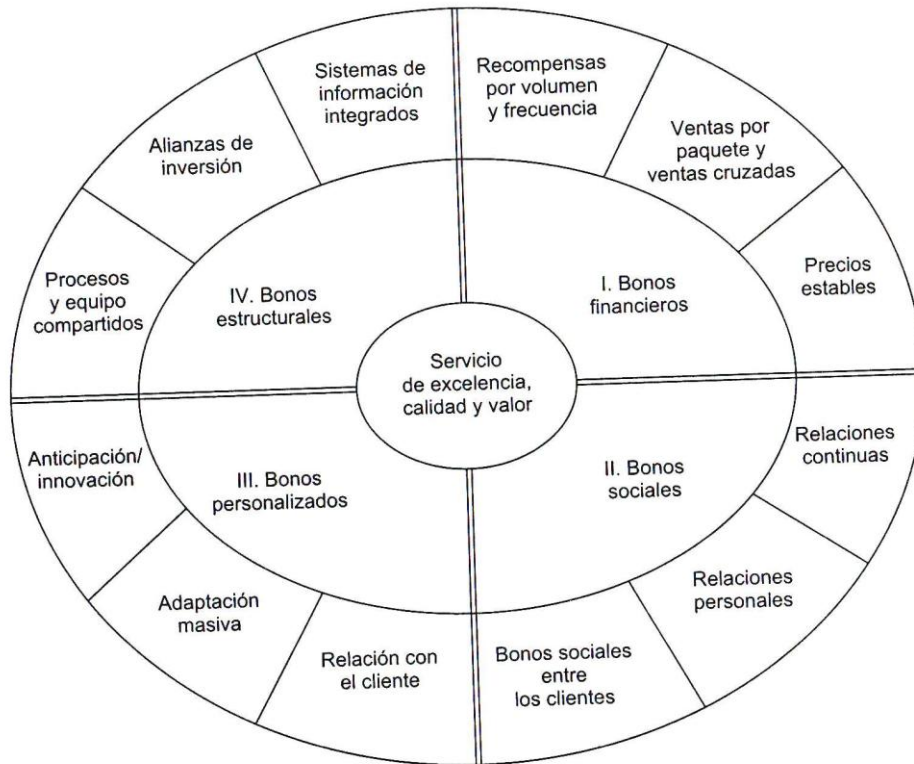 Sistemas de
información
integrados
Recompensas
por volumen
y frecuencia
Alianzas de
inversión
Ventas por
paquete y
ventas cruzadas
Procesos
y equipo
compartidos
IV. Bonos
estructurales
I. Bonos
financieros
Precios
estables
Servicio
de excelencia,
calidad y valor
Anticipación/
innovación
III. Bonos
personalizados
II. Bonos
sociales
Relaciones
continuas
Adaptación
masiva
Relación con
el cliente
Bonos sociales
entre
los clientes
Relaciones
personales